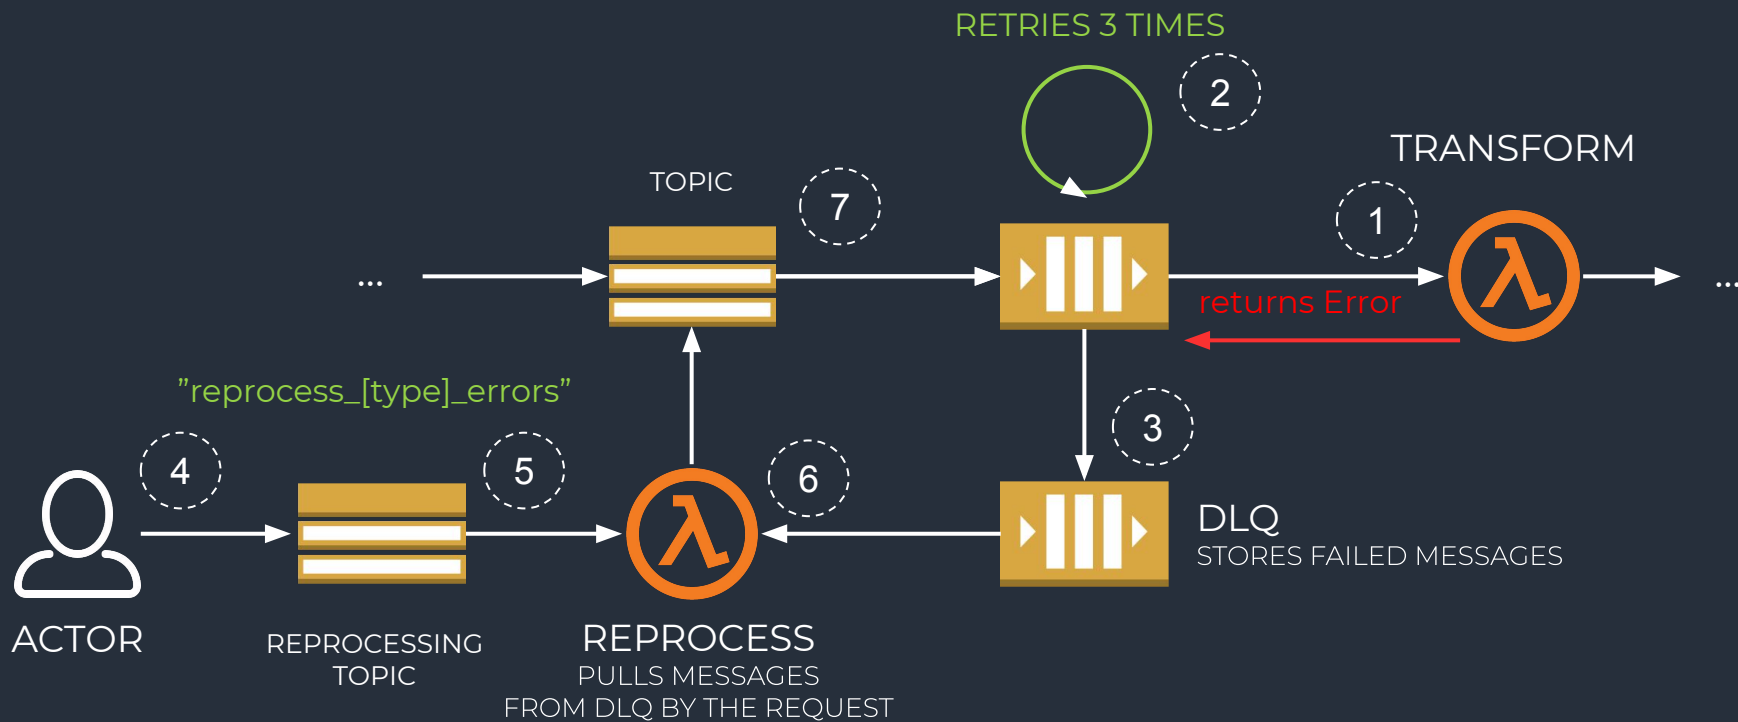 RETRIES 3 TIMES
2
TRANSFORM
TOPIC
7
1
...
...
returns Error
"reprocess_[type]_errors"
3
4
5
6
DLQ
STORES FAILED MESSAGES
ACTOR
REPROCESSING
TOPIC
REPROCESS
PULLS MESSAGES
FROM DLQ BY THE REQUEST